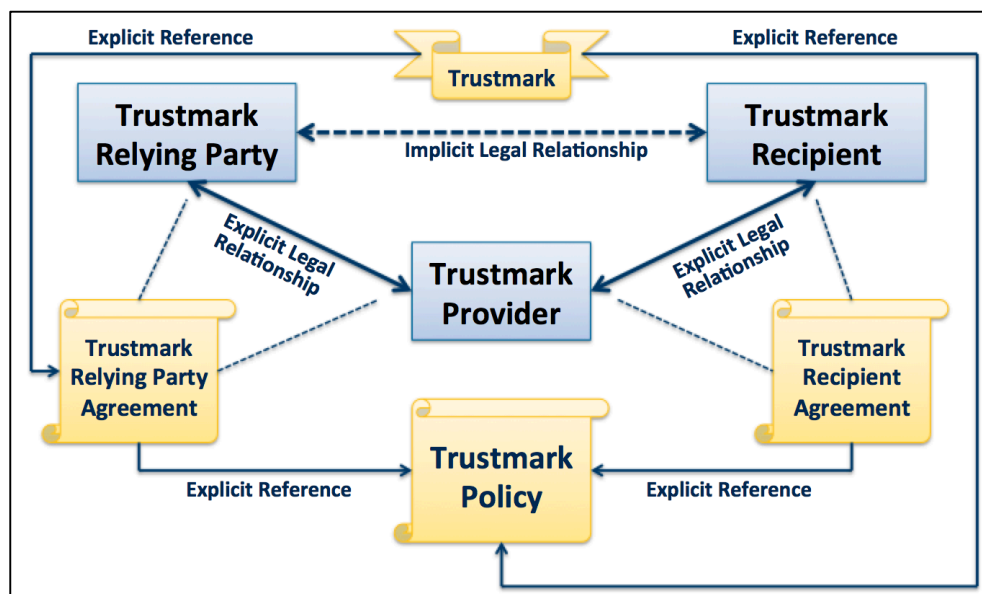 Explicit Reference
Explicit Reference
Trustmark
Trustmark
Relying Party
Implicit Legal Relationship
Trustmark
Recipient
Explicit Legal
Relationship
Explicit Legal
Relationship
Trustmark
Provider
Trustmark
Relying Party
Agreement
Trustmark
Recipient
Agreement
Trustmark
Policy
Explicit Reference
Explicit Reference